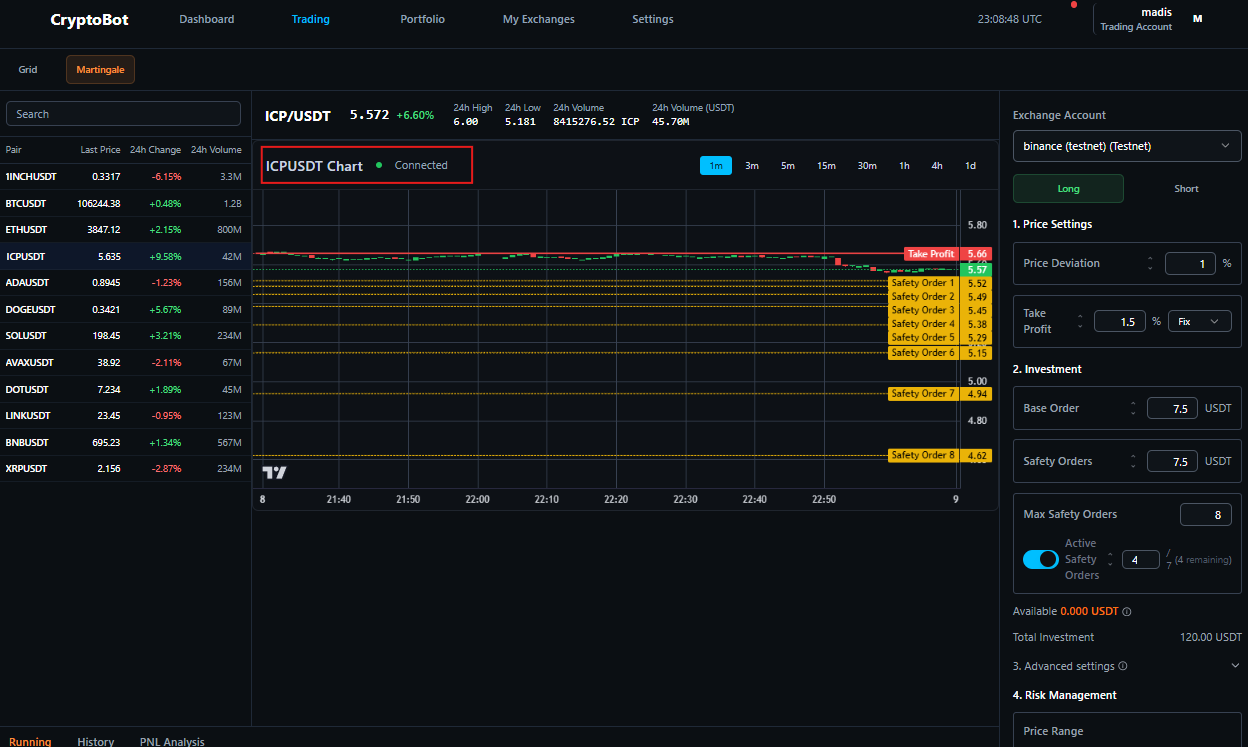 CryptoBot Dashboard Trading Portfolio My Exchanges Settings 23:08:48 UTC madis M
Trading Account
Grid Martingale
Search
Pair Last Price 24h Change 24h Volume
1INCHUSDT 0.3317 -6.15% 3.3M
BTCUSDT 106244.38 +0.48% 1.2B
ETHUSDT 3847.12 +2.15% 800M
ICPUSDT 5.635 +9.58% 42M
ADAUSDT 0.8945 -1.23% 156M
DOGEUSDT 0.3421 +5.67% 89M
SOLUSDT 198.45 +3.21% 234M
AVAXUSDT 38.92 -2.11% 67M
DOTUSDT 7.234 +1.89% 45M
LINKUSDT 23.45 -0.95% 123M
BNBUSDT 695.23 +1.34% 567M
XRPUSDT 2.156 -2.87% 234M
ICP/USDT 5.572 +6.60%
24h High 24h Low 24h Volume 24h Volume (USDT)
6.00 5.181 8415276.52 ICP 45.70M
ICPUSDT Chart Connected
1m 3m 5m 15m 30m 1h 4h 1d
5.80
Take Profit 5.66
5.57
Safety Order 1 5.52
Safety Order 2 5.49
Safety Order 3 5.45
Safety Order 4 5.38
Safety Order 5 5.29
Safety Order 6 5.15
5.00
Safety Order 7 4.94
4.80
Safety Order 8 4.62
8 21:40 21:50 22:00 22:10 22:20 22:30 22:40 22:50 9
Exchange Account
binance (testnet) (Testnet)
Long Short
1. Price Settings
Price Deviation 1 %
Take Profit 1.5 % Fix
2. Investment
Base Order 7.5 USDT
Safety Orders 7.5 USDT
Max Safety Orders 8
Active Safety Orders 4 / 7 (4 remaining)
Available 0.000 USDT
Total Investment 120.00 USDT
3. Advanced settings
4. Risk Management
Price Range
Running History PNL Analysis